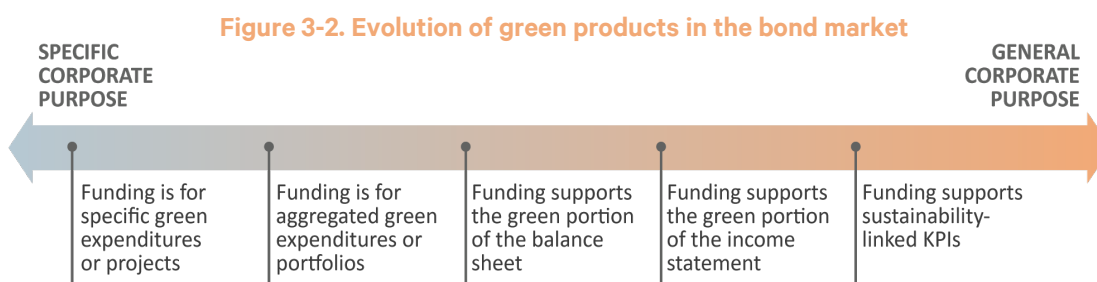 Figure 3-2. Evolution of green products in the bond market
SPECIFIC
CORPORATE
PURPOSE
GENERAL
CORPORATE
PURPOSE
Funding is for
specific green
expenditures
or projects
Funding is for
aggregated green
expenditures or
portfolios
Funding supports
the green portion
of the balance
sheet
Funding supports
the green portion
of the income
statement
Funding supports
sustainability-
linked KPIs